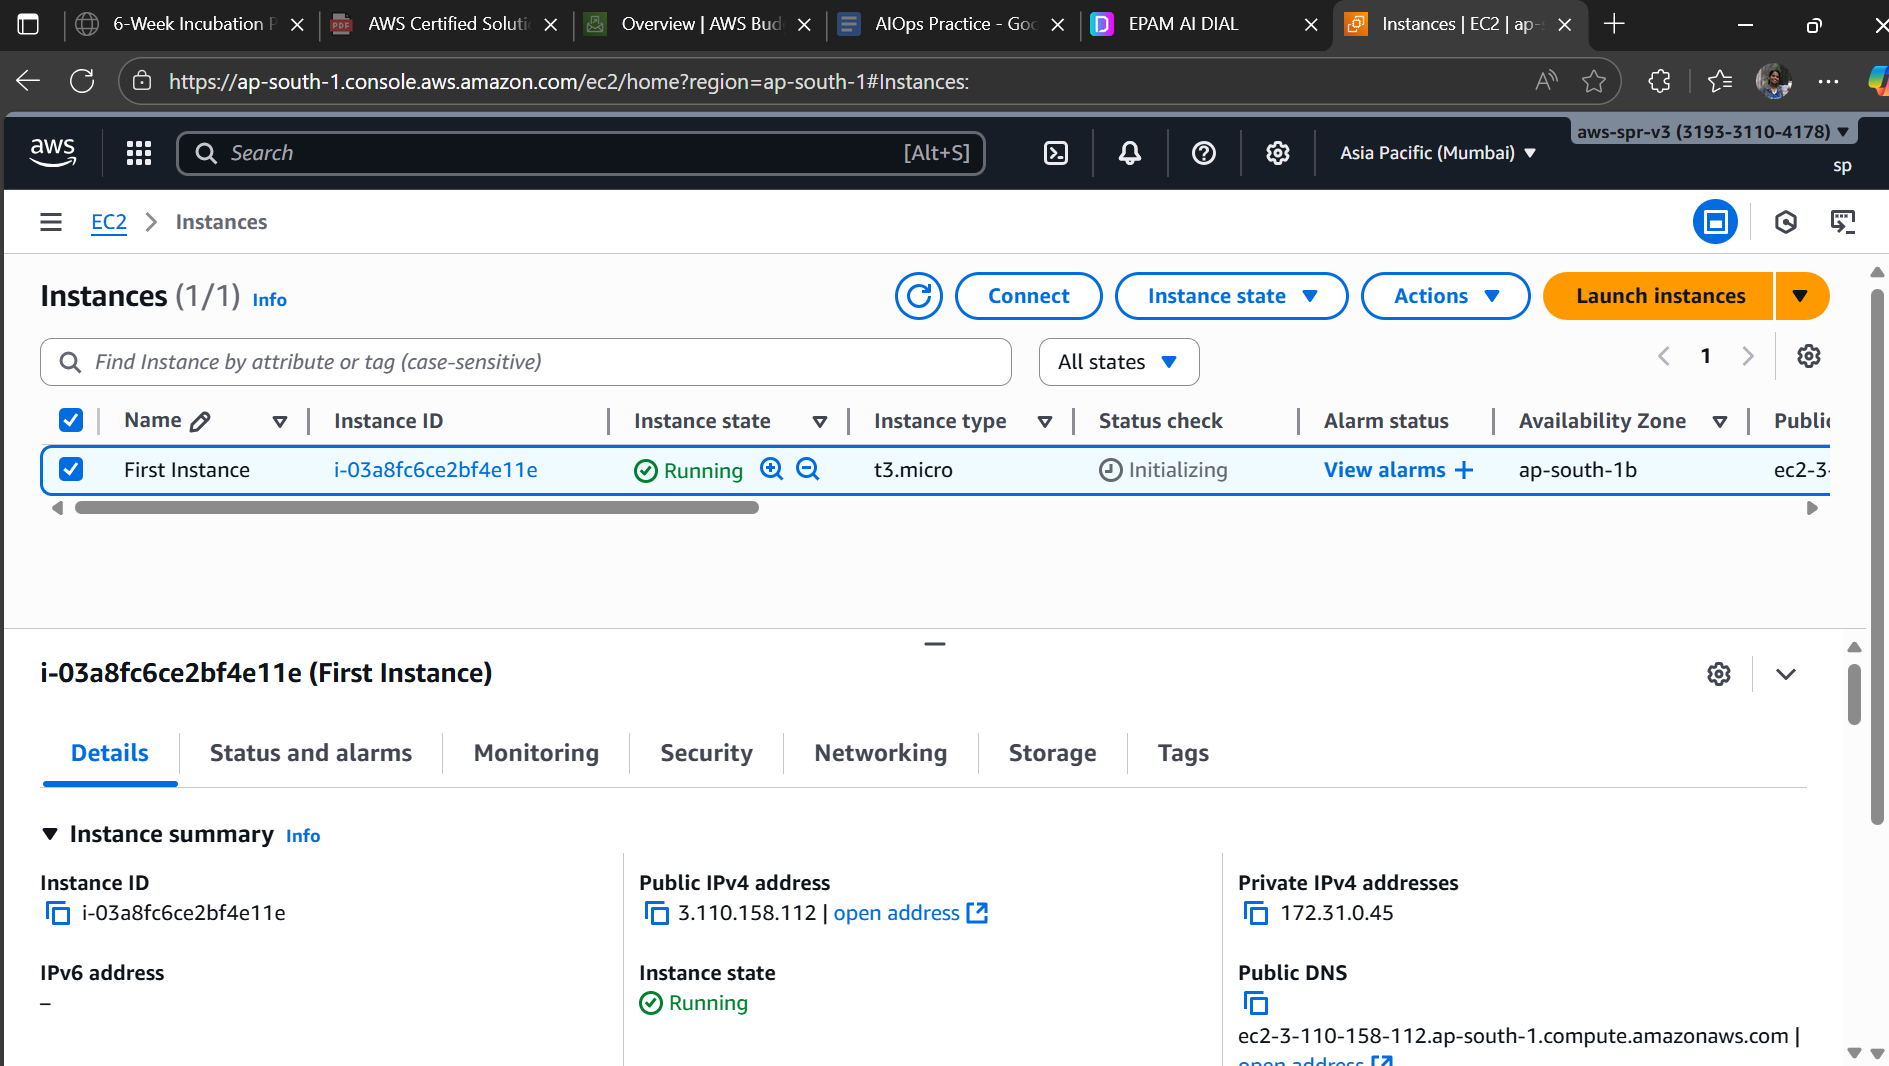 6-Week Incubation P
AWS Certified Soluti
Overview | AWS Bud
AIOps Practice - Goo
EPAM AI DIAL
Instances | EC2 | ap-s
https://ap-south-1.console.aws.amazon.com/ec2/home?region=ap-south-1#Instances:
aws
Search [Alt+S]
Asia Pacific (Mumbai)
aws-spr-v3 (3193-3110-4178)
sp
EC2 Instances
Instances (1/1) Info
Connect
Instance state
Actions
Launch instances
Find Instance by attribute or tag (case-sensitive)
All states
1
Name Instance ID Instance state Instance type Status check Alarm status Availability Zone Public
First Instance i-03a8fc6ce2bf4e11e Running t3.micro Initializing View alarms + ap-south-1b ec2-3-
i-03a8fc6ce2bf4e11e (First Instance)
Details Status and alarms Monitoring Security Networking Storage Tags
Instance summary Info
Instance ID
i-03a8fc6ce2bf4e11e
Public IPv4 address
3.110.158.112 | open address
Private IPv4 addresses
172.31.0.45
IPv6 address
–
Instance state
Running
Public DNS
ec2-3-110-158-112.ap-south-1.compute.amazonaws.com |
open address